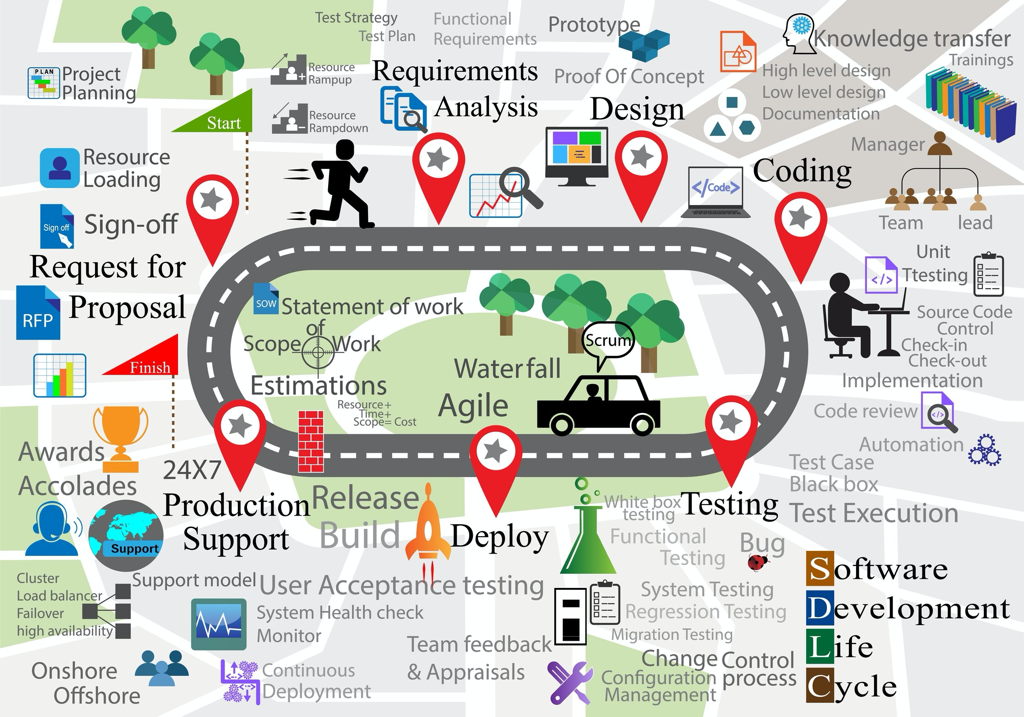 Test Strategy
Test Plan
Functional
Requirements
Prototype
Knowledge transfer
Trainings
PLAN
Project
Planning
Resource
Rampup
Resource
Rampdown
Requirements
Analysis
Proof Of Concept
Design
High level design
Low level design
Documentation
Start
Resource
Loading
Sign off
Sign-off
Request for
Proposal
RFP
</Code>
Coding
Manager
Team
lead
Unit
Ttesting
</>
Source Code
Control
Check-in
Check-out
Implementation
Code review
</>
Automation
SOW
Statement of work
of
Scope
Work
Estimations
Resource+
Time+
Scope= Cost
Waterfall
Agile
Scrum
Finish
Awards
Accolades
24X7
Production
Support
Support
Release
Build
Deploy
White box
testing
Functional
Testing
Testing
Bug
Test Case
Black box
Test Execution
Cluster
Load balancer
Failover
high availability
Support model
User Acceptance testing
System Health check
Monitor
System Testing
Regression Testing
Migration Testing
Team feedback
& Appraisals
Change Control
Configuration process
Management
Onshore
Offshore
Continuous
Deployment
Software
Development
Life
Cycle